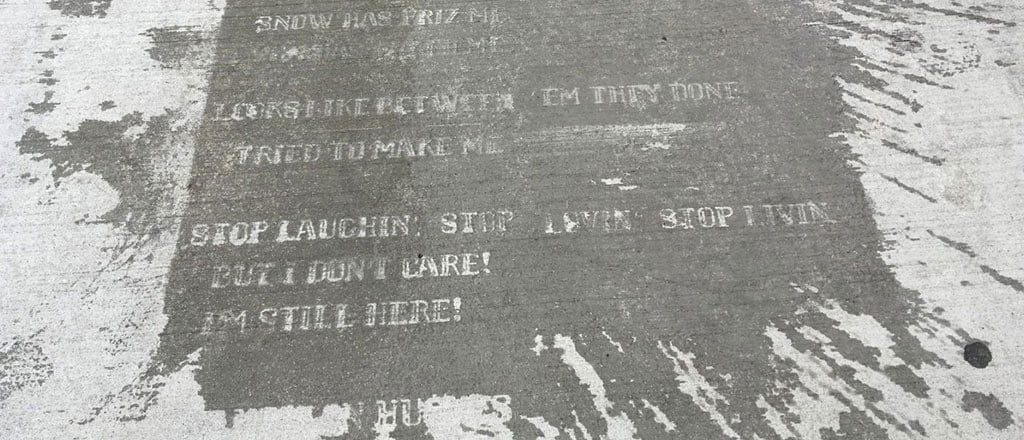 SNOW HAS FRIZ ME
LOOKS LIKE BETWEEN 'EM THEY DONE
TRIED TO MAKE ME
STOP LAUGHIN', STOP LOVIN', STOP LIVIN'
BUT I DON'T CARE!
I'M STILL HERE!
HUGHES